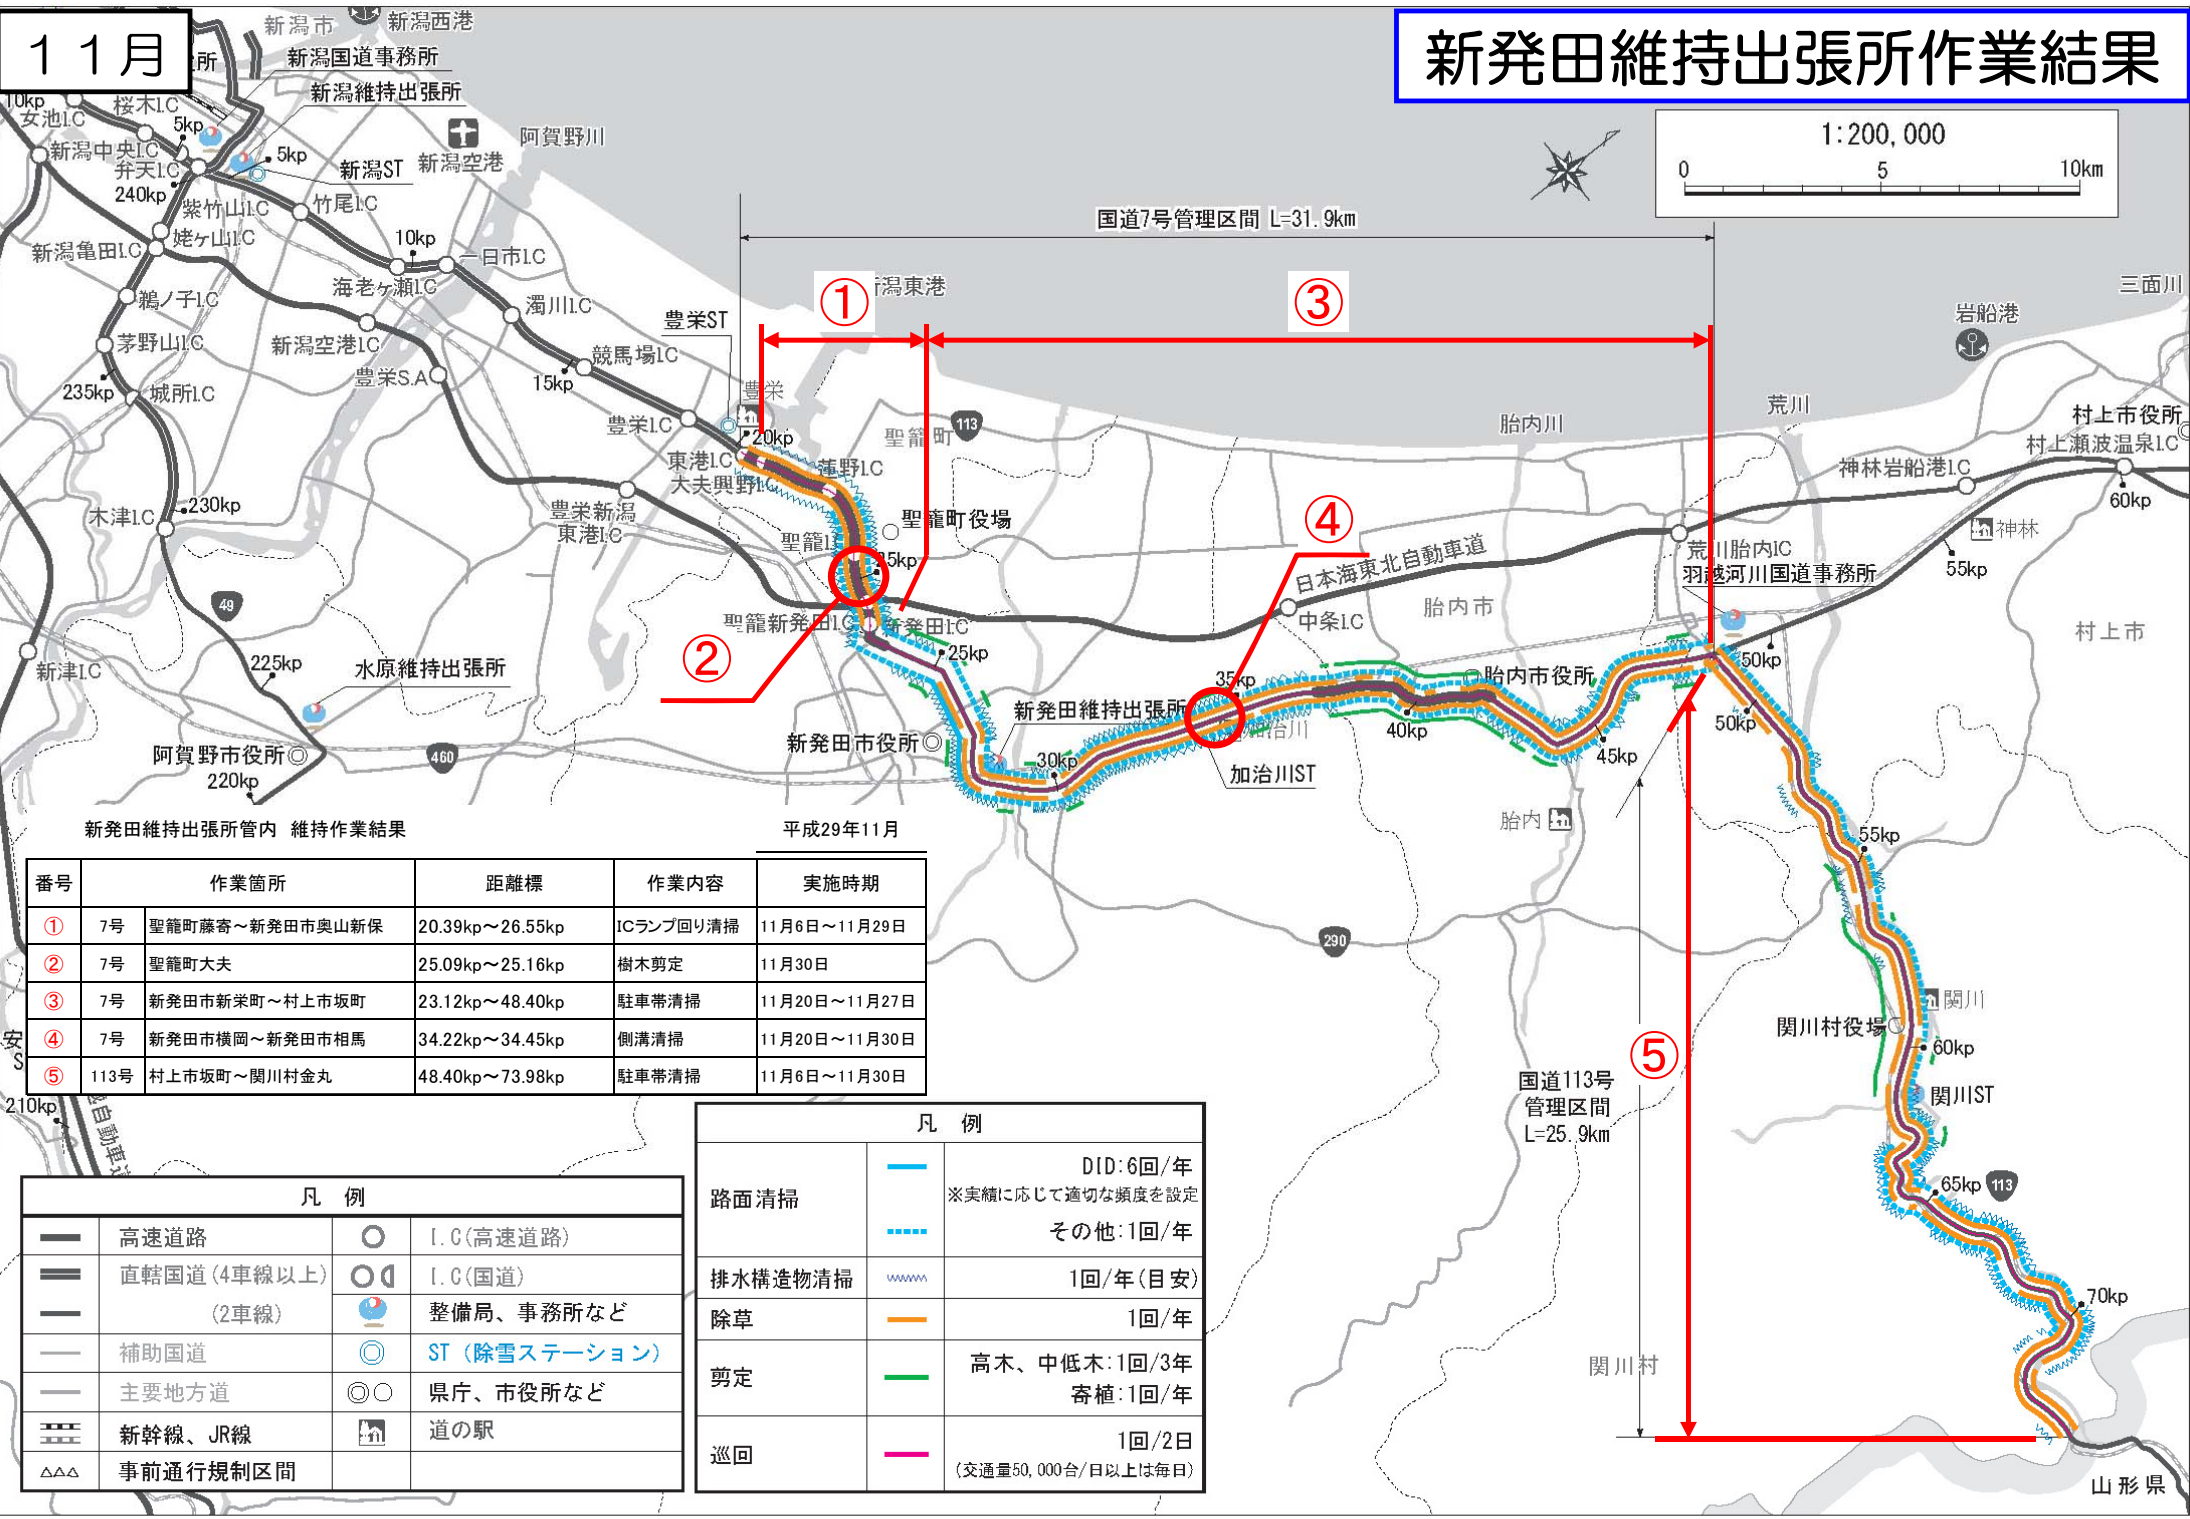 １１月
新発田維持出張所作業結果
1:200,000
0 5 10km
新潟市
新潟西港
所
新潟国道事務所
新潟維持出張所
10kp
女池I.C
桜木I.C
5kp
新潟中央I.C
弁天I.C
240kp
5kp
新潟ST
新潟空港
阿賀野川
紫竹山I.C
竹尾I.C
姥ヶ山I.C
新潟亀田I.C
10kp
一日市I.C
海老ヶ瀬I.C
鵜ノ子I.C
濁川I.C
茅野山I.C
新潟空港I.C
豊栄ST
競馬場I.C
豊栄S.A
15kp
235kp
城所I.C
豊栄I.C
豊栄
20kp
国道7号管理区間 L=31.9km
①
潟東港
③
三面川
岩船港
荒川
胎内川
聖籠町
113
村上市役所
村上瀬波温泉I.C
神林岩船港I.C
60kp
東港I.C
蓮野I.C
大夫興野I.C
木津I.C
230kp
豊栄新潟
東港I.C
聖籠町役場
聖籠I
25kp
④
日本海東北自動車道
荒川胎内IC
羽越河川国道事務所
神林
55kp
49
聖籠新発田I.C
新発田I.C
中条I.C
胎内市
村上市
②
新津I.C
225kp
水原維持出張所
25kp
50kp
新発田維持出張所
35kp
胎内市役所
50kp
新発田市役所
加治川
40kp
45kp
阿賀野市役所
220kp
460
30kp
加治川ST
胎内
55kp
新発田維持出張所管内 維持作業結果 平成29年11月
番号 作業箇所 距離標 作業内容 実施時期
① 7号 聖籠町藤寄～新発田市奥山新保 20.39kp～26.55kp ICランプ回り清掃 11月6日～11月29日
② 7号 聖籠町大夫 25.09kp～25.16kp 樹木剪定 11月30日
③ 7号 新発田市新栄町～村上市坂町 23.12kp～48.40kp 駐車帯清掃 11月20日～11月27日
④ 7号 新発田市横岡～新発田市相馬 34.22kp～34.45kp 側溝清掃 11月20日～11月30日
⑤ 113号 村上市坂町～関川村金丸 48.40kp～73.98kp 駐車帯清掃 11月6日～11月30日
安
S
210kp
越自動車道
290
関川
関川村役場
60kp
⑤
国道113号
管理区間
L=25.9km
関川ST
65kp
113
70kp
関川村
山形県
凡 例
高速道路 I.C(高速道路)
直轄国道(4車線以上) I.C(国道)
(2車線) 整備局、事務所など
補助国道 ST（除雪ステーション）
主要地方道 県庁、市役所など
新幹線、JR線 道の駅
事前通行規制区間
凡 例
路面清掃 DID:6回/年
※実績に応じて適切な頻度を設定
その他:1回/年
排水構造物清掃 1回/年(目安)
除草 1回/年
剪定 高木、中低木:1回/3年
寄植:1回/年
巡回 1回/2日
(交通量50,000台/日以上は毎日)